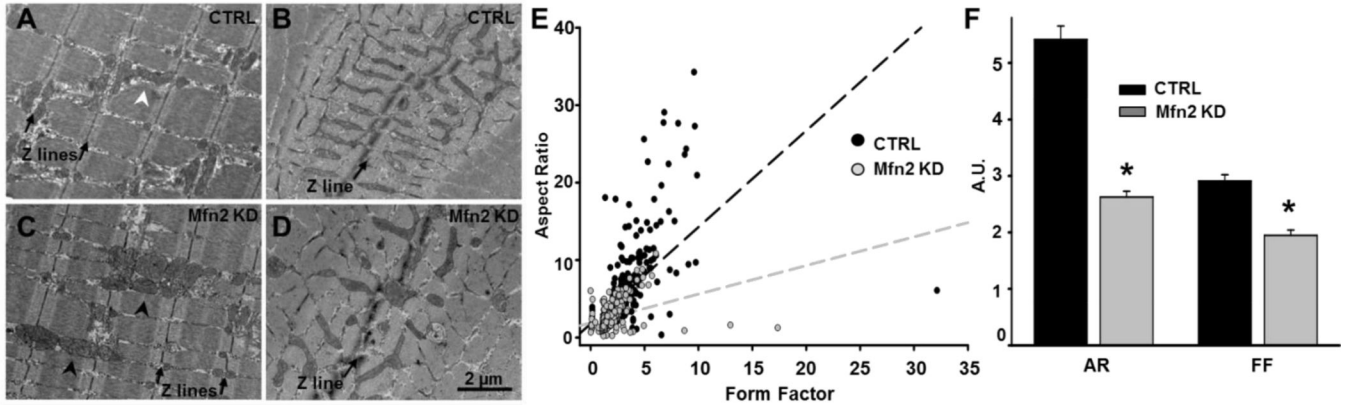 A
CTRL
Z lines
B
CTRL
Z line
C
Mfn2 KD
Z lines
D
Mfn2 KD
Z line
2 µm
E
40
30
20
10
0
Aspect Ratio
CTRL
Mfn2 KD
0 5 10 15 20 25 30 35
Form Factor
F
5
3
3
2
0
A.U.
CTRL
Mfn2 KD
*
*
AR FF